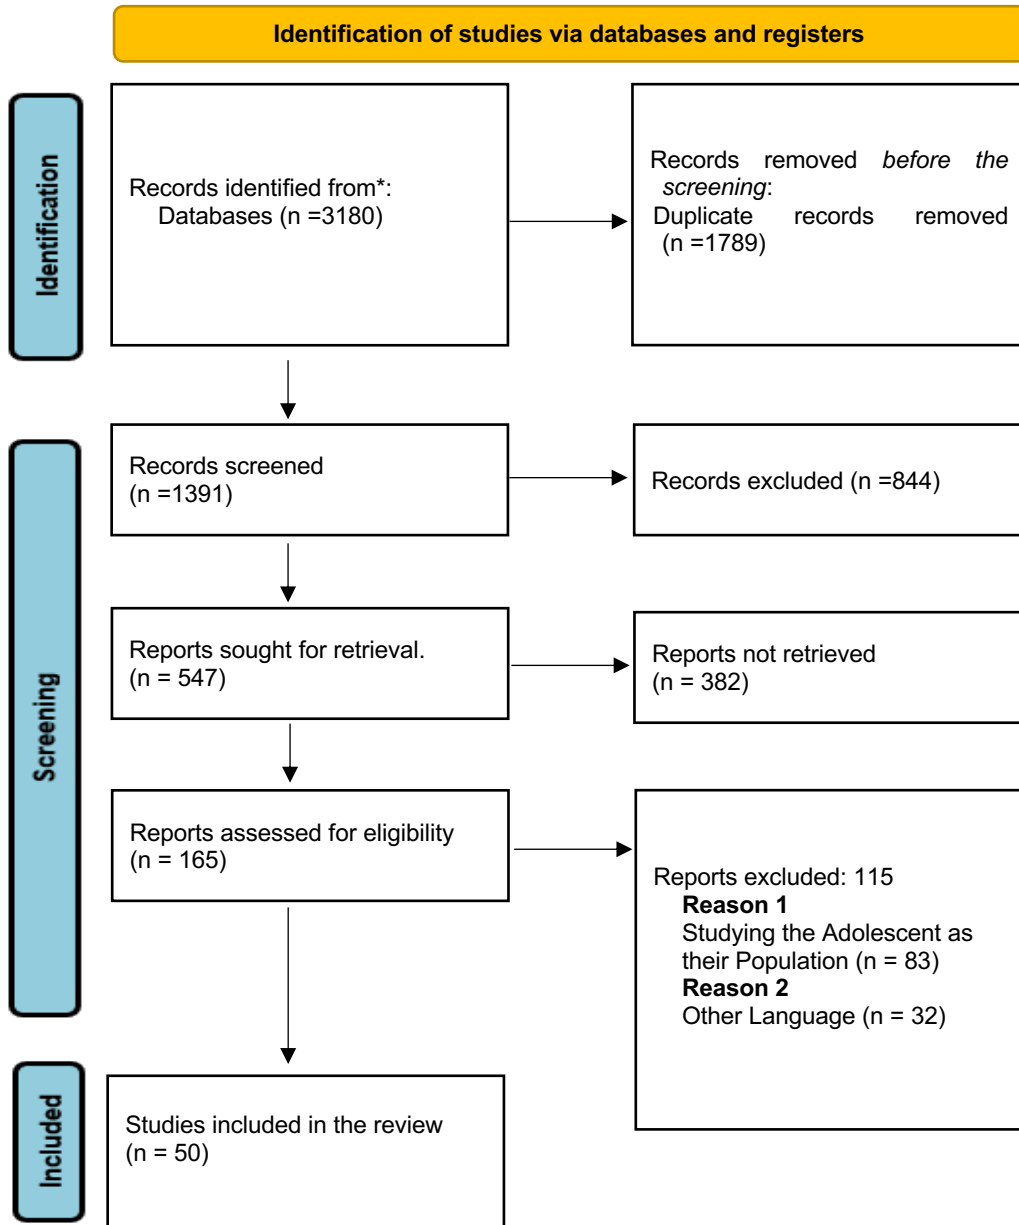 Identification of studies via databases and registers
Identification
Records identified from*:
Databases (n =3180)
Records removed before the
screening:
Duplicate records removed
(n =1789)
Screening
Records screened
(n =1391)
Records excluded (n =844)
Reports sought for retrieval.
(n = 547)
Reports not retrieved
(n = 382)
Reports assessed for eligibility
(n = 165)
Reports excluded: 115
Reason 1
Studying the Adolescent as
their Population (n = 83)
Reason 2
Other Language (n = 32)
Included
Studies included in the review
(n = 50)